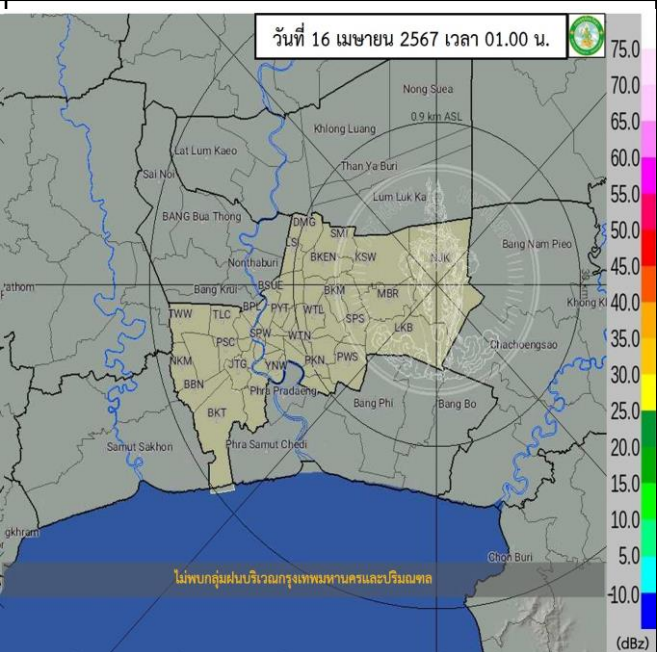 วันที่ 16 เมษายน 2567 เวลา 01.00 น.
75.0
70.0
65.0
60.0
55.0
50.0
45.0
40.0
35.0
30.0
25.0
20.0
15.0
10.0
5.0
-10.0
(dBz)
Nong Suea
0.9 km ASL
Khlong Luang
Lat Lum Kaeo
Than Ya Buri
Sai Noi
Lum Luk Ka
BANG Bua Thong
DMG
SMI
LSI
Bang Nam Pieo
Nonthaburi
BKEN
KSW
NJK
Bang Krui
BSUE
BKM
MBR
TWW
TLC
BPL
PYT
WTL
SPS
LKB
PSC
SPW
WTN
Chachoengsao
NKM
JTG
YNW
PKN
PWS
BBN
Phra Pradaeng
BKT
Bang Phi
Bang Bo
Samut Sakhon
Phra Samut Chedi
gkhram
Chon Buri
ไม่พบกลุ่มฝนบริเวณกรุงเทพมหานครและปริมณฑล